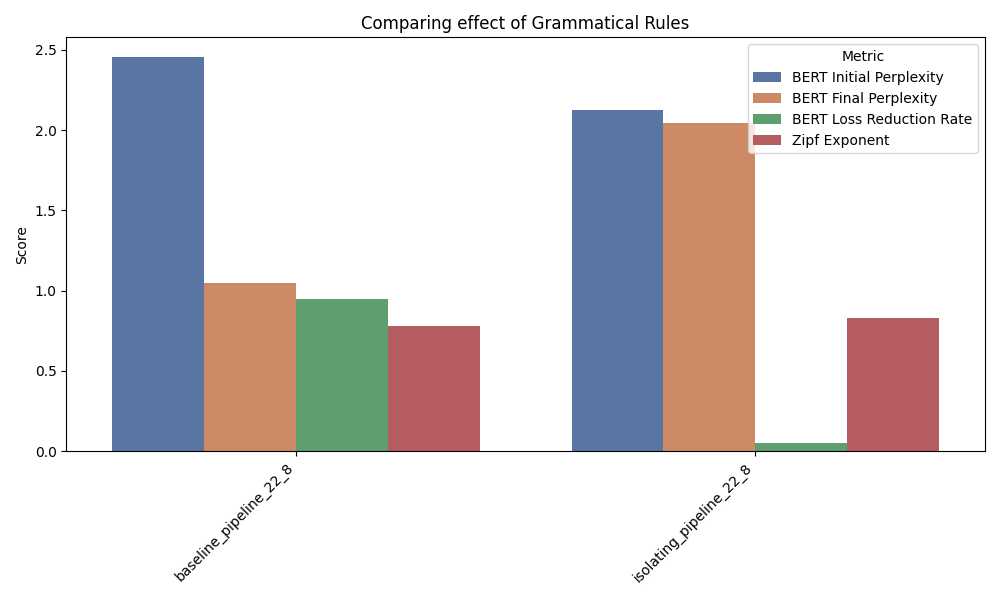 Comparing effect of Grammatical Rules
Metric
BERT Initial Perplexity
BERT Final Perplexity
BERT Loss Reduction Rate
Zipf Exponent
Score
2.5
2.0
1.5
1.0
0.5
0.0
baseline_pipeline_22_8
isolating_pipeline_22_8